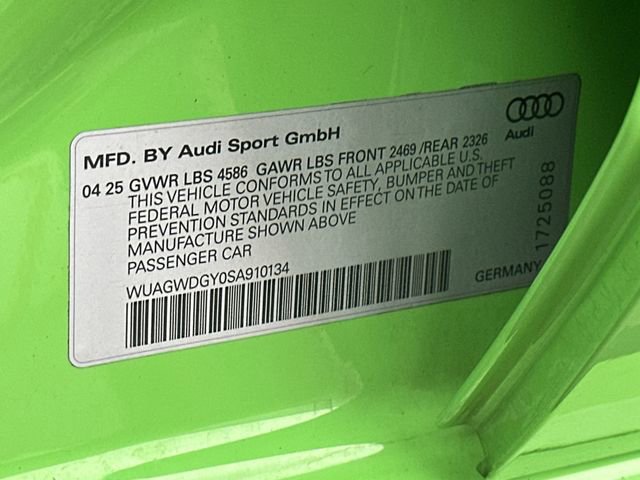 MFD. BY Audi Sport GmbH
Audi
04 25 GVWR LBS 4586 GAWR LBS FRONT 2469 /REAR 2326
THIS VEHICLE CONFORMS TO ALL APPLICABLE U.S.
FEDERAL MOTOR VEHICLE SAFETY, BUMPER AND THEFT
PREVENTION STANDARDS IN EFFECT ON THE DATE OF
MANUFACTURE SHOWN ABOVE
PASSENGER CAR
WUAGWDGY0SA910134
GERMANY
1725088